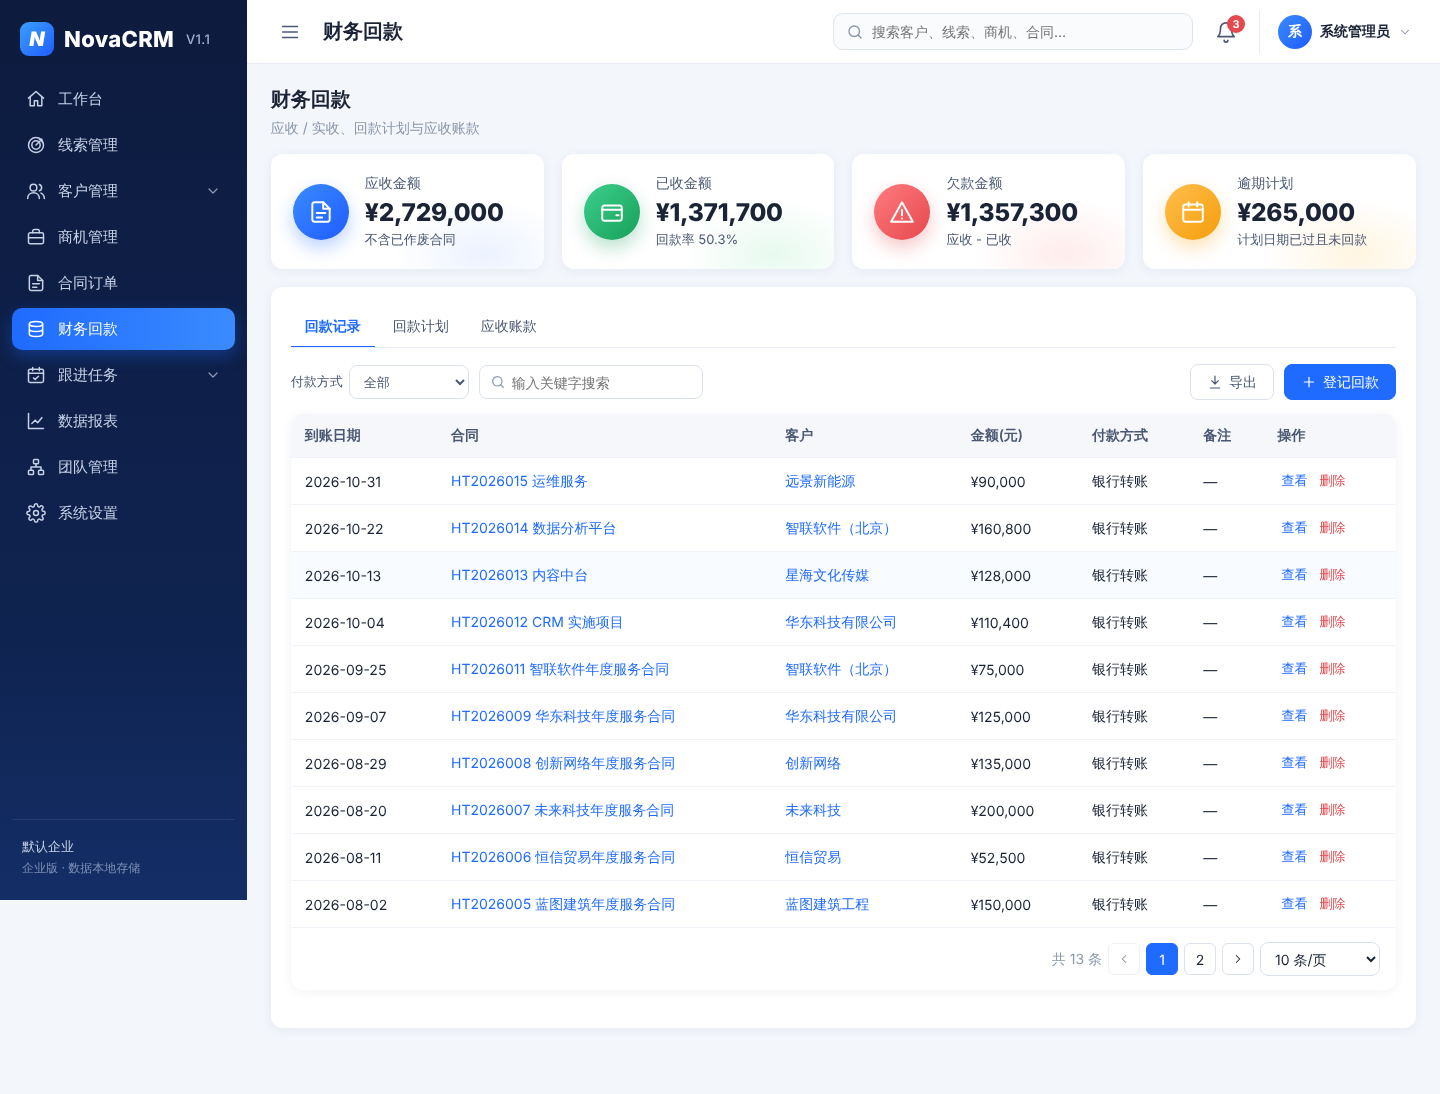 N NovaCRM V1.1
工作台
线索管理
客户管理
商机管理
合同订单
财务回款
跟进任务
数据报表
团队管理
系统设置
默认企业
企业版 · 数据本地存储
财务回款
搜索客户、线索、商机、合同...
3
系 系统管理员
财务回款
应收 / 实收、回款计划与应收账款
应收金额
¥2,729,000
不含已作废合同
已收金额
¥1,371,700
回款率 50.3%
欠款金额
¥1,357,300
应收 - 已收
逾期计划
¥265,000
计划日期已过且未回款
回款记录 回款计划 应收账款
付款方式 全部 输入关键字搜索 导出 登记回款
到账日期 合同 客户 金额(元) 付款方式 备注 操作
2026-10-31 HT2026015 运维服务 远景新能源 ¥90,000 银行转账 — 查看 删除
2026-10-22 HT2026014 数据分析平台 智联软件（北京） ¥160,800 银行转账 — 查看 删除
2026-10-13 HT2026013 内容中台 星海文化传媒 ¥128,000 银行转账 — 查看 删除
2026-10-04 HT2026012 CRM 实施项目 华东科技有限公司 ¥110,400 银行转账 — 查看 删除
2026-09-25 HT2026011 智联软件年度服务合同 智联软件（北京） ¥75,000 银行转账 — 查看 删除
2026-09-07 HT2026009 华东科技年度服务合同 华东科技有限公司 ¥125,000 银行转账 — 查看 删除
2026-08-29 HT2026008 创新网络年度服务合同 创新网络 ¥135,000 银行转账 — 查看 删除
2026-08-20 HT2026007 未来科技年度服务合同 未来科技 ¥200,000 银行转账 — 查看 删除
2026-08-11 HT2026006 恒信贸易年度服务合同 恒信贸易 ¥52,500 银行转账 — 查看 删除
2026-08-02 HT2026005 蓝图建筑年度服务合同 蓝图建筑工程 ¥150,000 银行转账 — 查看 删除
共 13 条 1 2 10 条/页